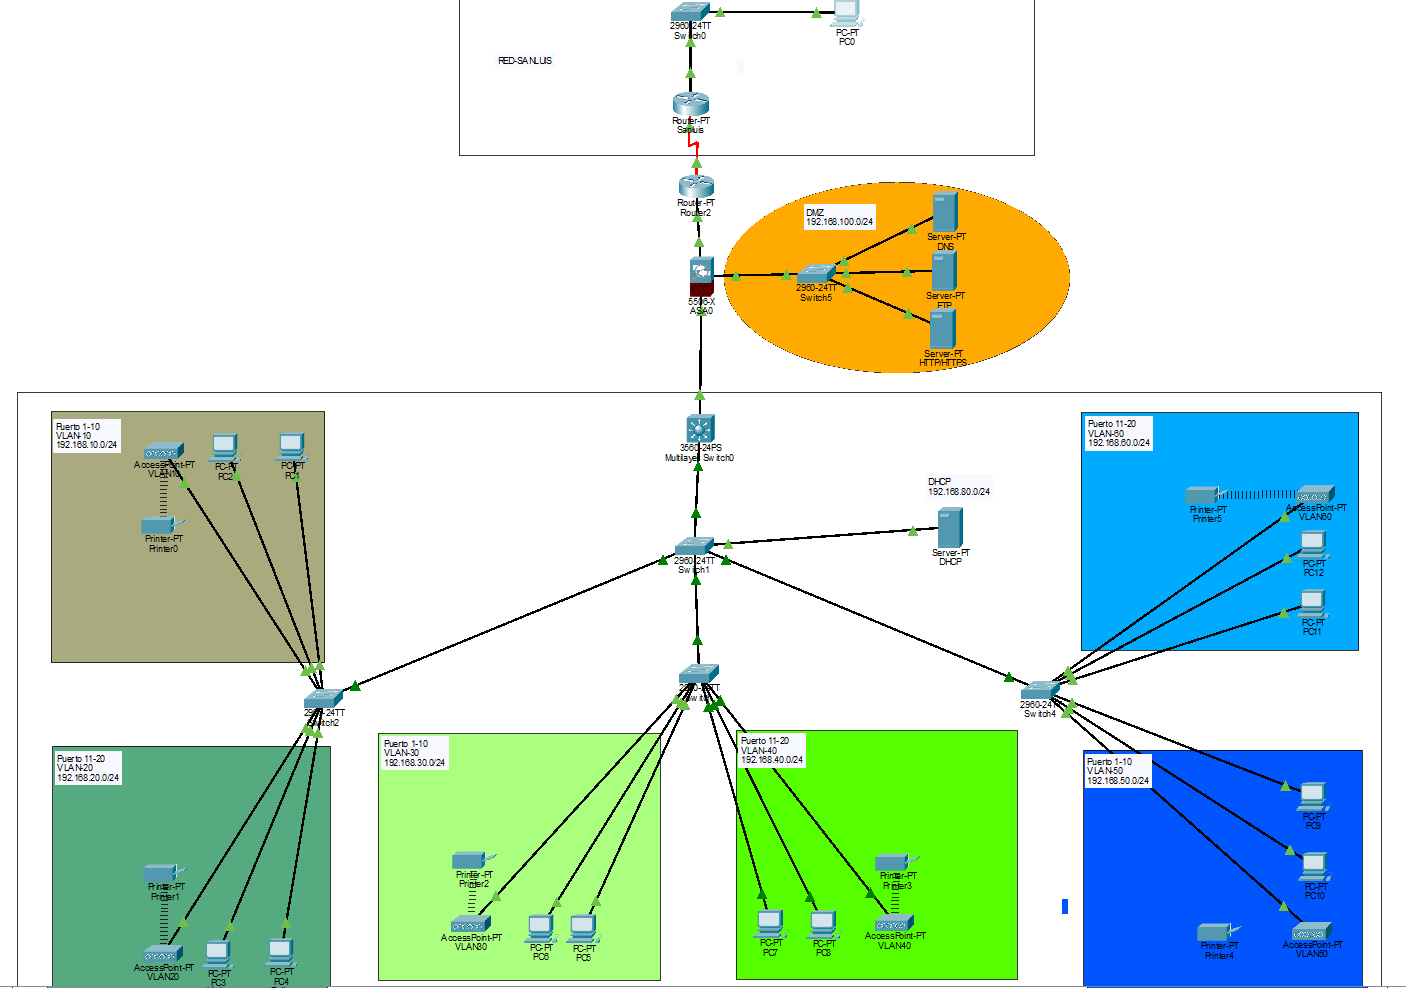 2960-24TT
Switch0
PC-PT
PC0
RED-SANLUIS
Router-PT
Sanluis
Router-PT
Router2
DMZ
192.168.100.0/24
Server-PT
DNS
2960-24TT
Switch5
Server-PT
FTP
Server-PT
HTTP/HTTPS
5506-X
ASA0
Puerto 1-10
VLAN-10
192.168.10.0/24
AccessPoint-PT
VLAN10
PC-PT
PC2
PC-PT
PC1
Printer-PT
Printer0
3560-24PS
Multilayer Switch0
Puerto 11-20
VLAN-60
192.168.60.0/24
Printer-PT
Printer5
AccessPoint-PT
VLAN60
PC-PT
PC12
PC-PT
PC11
DHCP
192.168.80.0/24
Server-PT
DHCP
2960-24TT
Switch1
2960-24TT
Switch2
2960-24TT
2960-24TT
Switch4
Puerto 11-20
VLAN-20
192.168.20.0/24
Printer-PT
Printer1
AccessPoint-PT
VLAN20
PC-PT
PC3
PC-PT
PC4
Puerto 1-10
VLAN-30
192.168.30.0/24
Printer-PT
Printer2
AccessPoint-PT
VLAN30
PC-PT
PC6
PC-PT
PC5
Puerto 11-20
VLAN-40
192.168.40.0/24
Printer-PT
Printer3
PC-PT
PC7
PC-PT
PC8
AccessPoint-PT
VLAN40
Puerto 1-10
VLAN-50
192.168.50.0/24
PC-PT
PC9
PC-PT
PC10
Printer-PT
Printer4
AccessPoint-PT
VLAN50